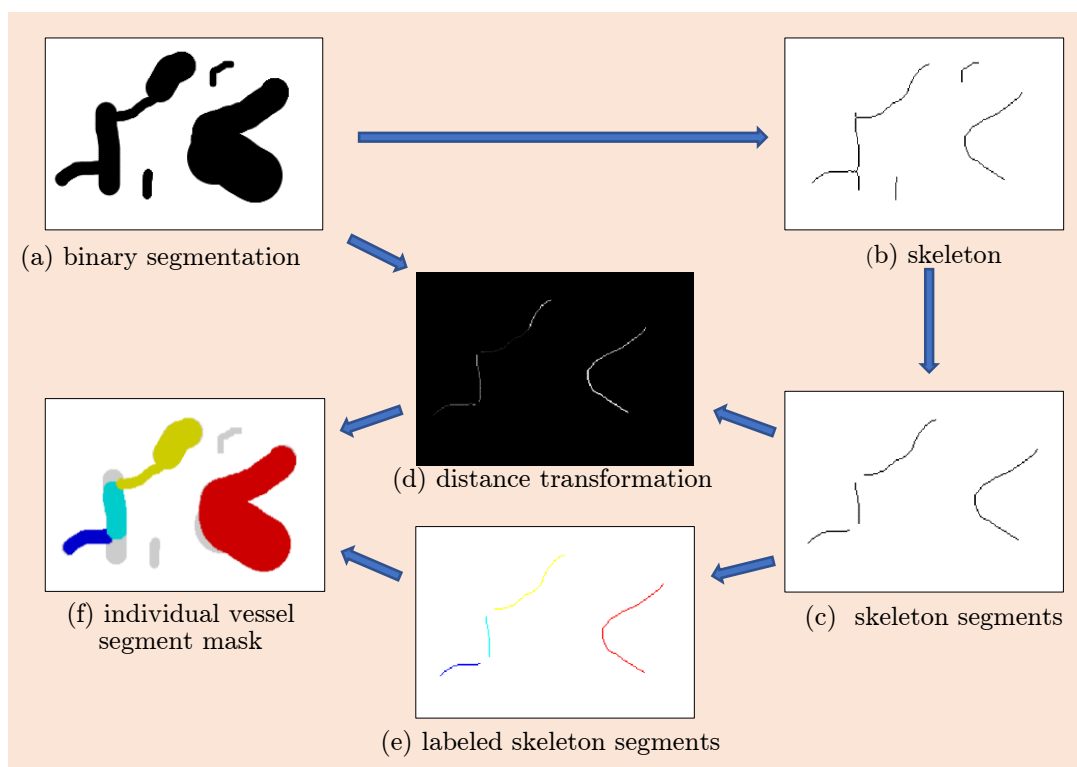 (a) binary segmentation
(b) skeleton
(d) distance transformation
(f) individual vessel
segment mask
(c) skeleton segments
(e) labeled skeleton segments